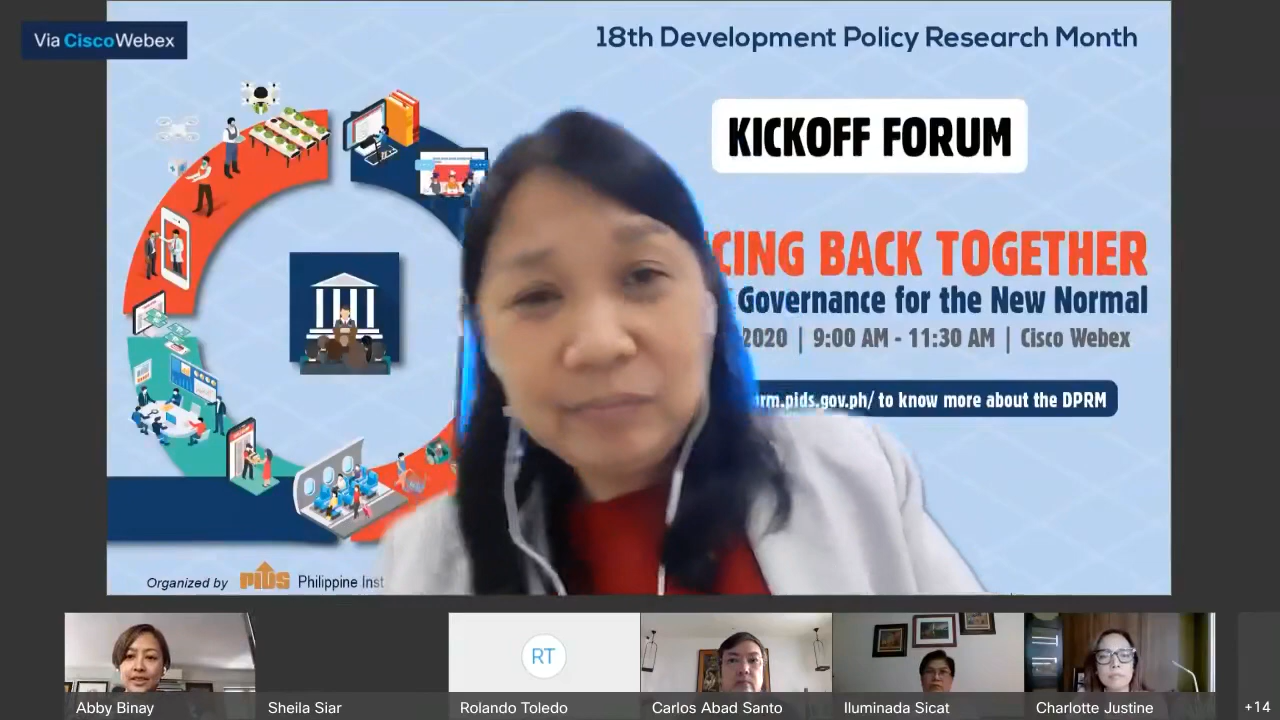 Via CiscoWebex
18th Development Policy Research Month
KICKOFF FORUM
CING BACK TOGETHER
Governance for the New Normal
2020 | 9:00 AM - 11:30 AM | Cisco Webex
rm.pids.gov.ph/ to know more about the DPRM
Organized by PIDS Philippine Inst
RT
Abby Binay
Sheila Siar
Rolando Toledo
Carlos Abad Santo
Iluminada Sicat
Charlotte Justine
+14